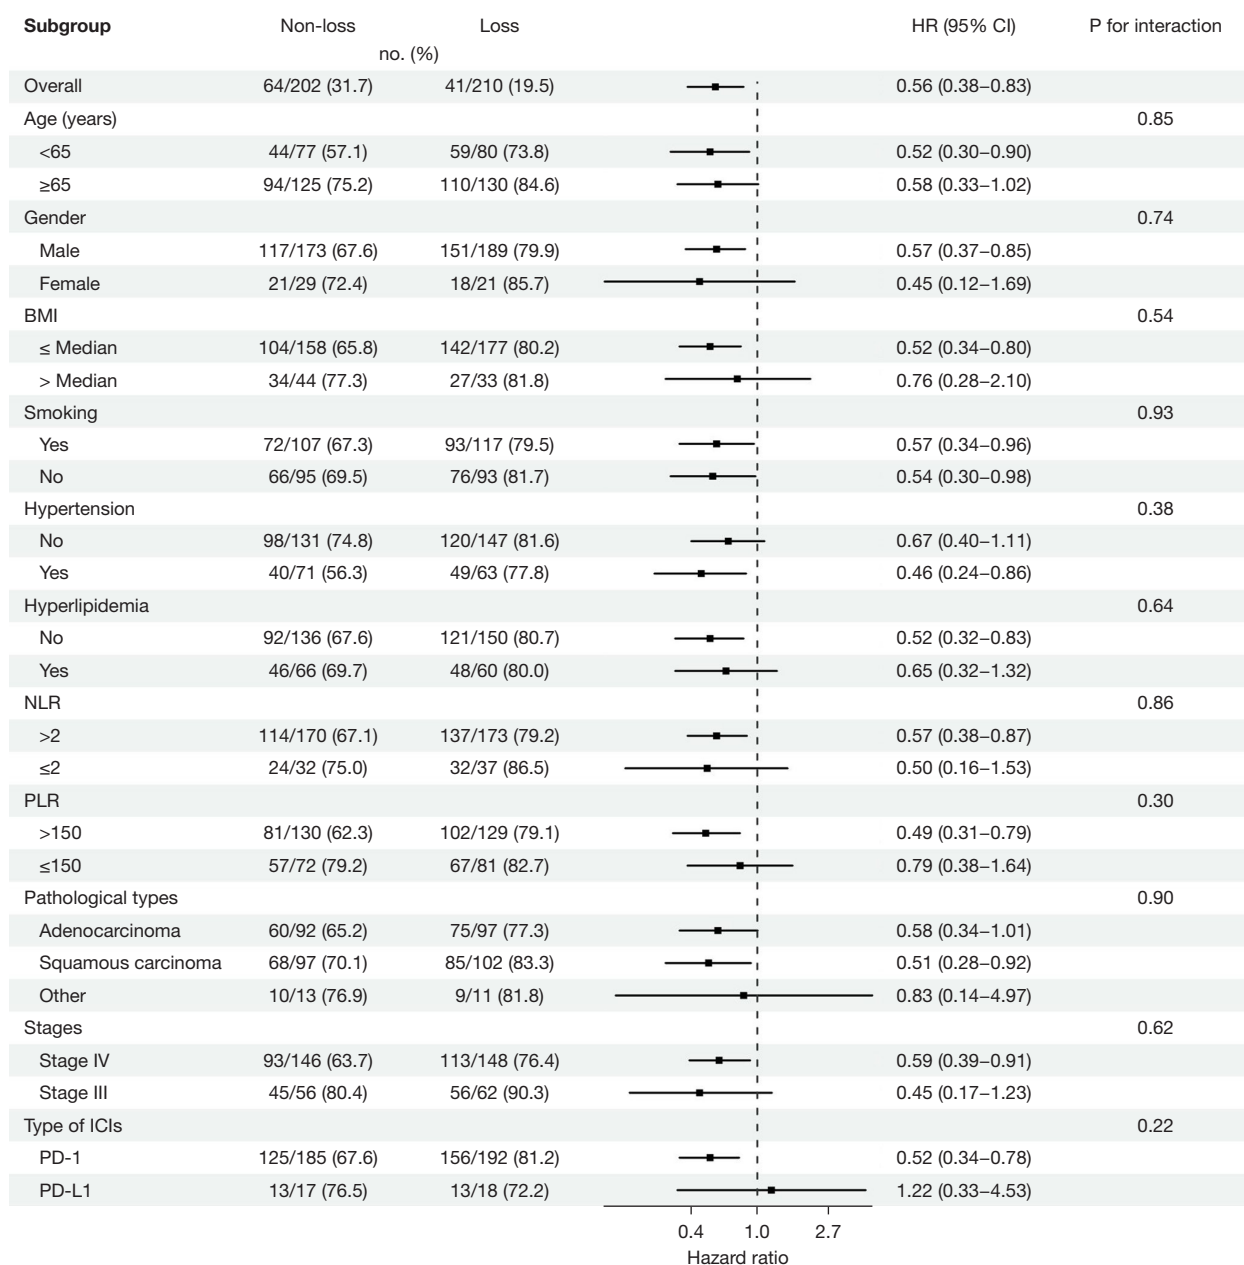 Subgroup Non-loss Loss HR (95% CI) P for interaction
no. (%)
Overall 64/202 (31.7) 41/210 (19.5) 0.56 (0.38–0.83)
Age (years) 0.85
<65 44/77 (57.1) 59/80 (73.8) 0.52 (0.30–0.90)
≥65 94/125 (75.2) 110/130 (84.6) 0.58 (0.33–1.02)
Gender 0.74
Male 117/173 (67.6) 151/189 (79.9) 0.57 (0.37–0.85)
Female 21/29 (72.4) 18/21 (85.7) 0.45 (0.12–1.69)
BMI 0.54
≤ Median 104/158 (65.8) 142/177 (80.2) 0.52 (0.34–0.80)
> Median 34/44 (77.3) 27/33 (81.8) 0.76 (0.28–2.10)
Smoking 0.93
Yes 72/107 (67.3) 93/117 (79.5) 0.57 (0.34–0.96)
No 66/95 (69.5) 76/93 (81.7) 0.54 (0.30–0.98)
Hypertension 0.38
No 98/131 (74.8) 120/147 (81.6) 0.67 (0.40–1.11)
Yes 40/71 (56.3) 49/63 (77.8) 0.46 (0.24–0.86)
Hyperlipidemia 0.64
No 92/136 (67.6) 121/150 (80.7) 0.52 (0.32–0.83)
Yes 46/66 (69.7) 48/60 (80.0) 0.65 (0.32–1.32)
NLR 0.86
>2 114/170 (67.1) 137/173 (79.2) 0.57 (0.38–0.87)
≤2 24/32 (75.0) 32/37 (86.5) 0.50 (0.16–1.53)
PLR 0.30
>150 81/130 (62.3) 102/129 (79.1) 0.49 (0.31–0.79)
≤150 57/72 (79.2) 67/81 (82.7) 0.79 (0.38–1.64)
Pathological types 0.90
Adenocarcinoma 60/92 (65.2) 75/97 (77.3) 0.58 (0.34–1.01)
Squamous carcinoma 68/97 (70.1) 85/102 (83.3) 0.51 (0.28–0.92)
Other 10/13 (76.9) 9/11 (81.8) 0.83 (0.14–4.97)
Stages 0.62
Stage IV 93/146 (63.7) 113/148 (76.4) 0.59 (0.39–0.91)
Stage III 45/56 (80.4) 56/62 (90.3) 0.45 (0.17–1.23)
Type of ICIs 0.22
PD-1 125/185 (67.6) 156/192 (81.2) 0.52 (0.34–0.78)
PD-L1 13/17 (76.5) 13/18 (72.2) 1.22 (0.33–4.53)
0.4 1.0 2.7
Hazard ratio